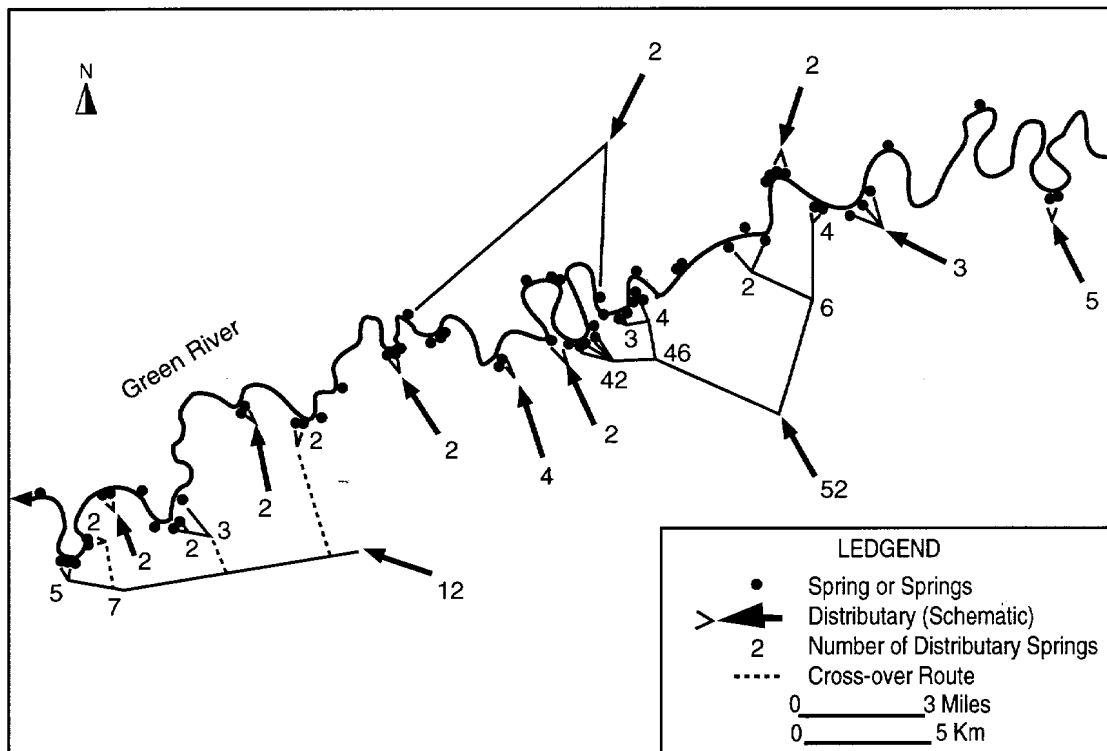 N
2
2
4
2
6
3
5
Green River
4
3
46
42
2
2
4
52
2
2
2
3
2
2
2
5
7
12
LEDGEND
Spring or Springs
Distributary (Schematic)
2 Number of Distributary Springs
Cross-over Route
0 3 Miles
0 5 Km